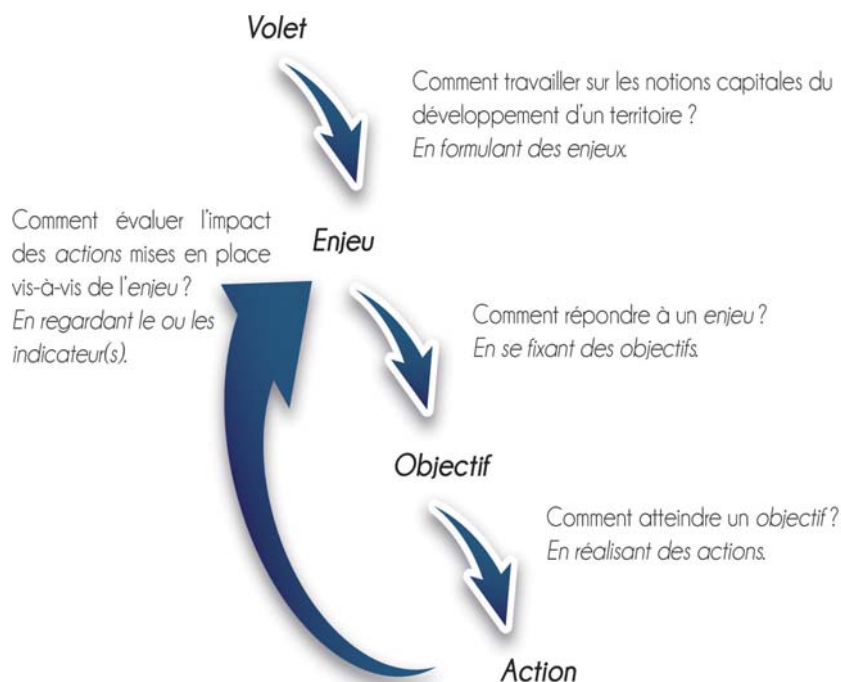 Volet
Comment travailler sur les notions capitales du
développement d'un territoire ?
En formulant des enjeux.
Comment évaluer l'impact
des actions mises en place
vis-à-vis de l'enjeu ?
En regardant le ou les
indicateur(s).
Enjeu
Comment répondre à un enjeu ?
En se fixant des objectifs.
Objectif
Comment atteindre un objectif ?
En réalisant des actions.
Action